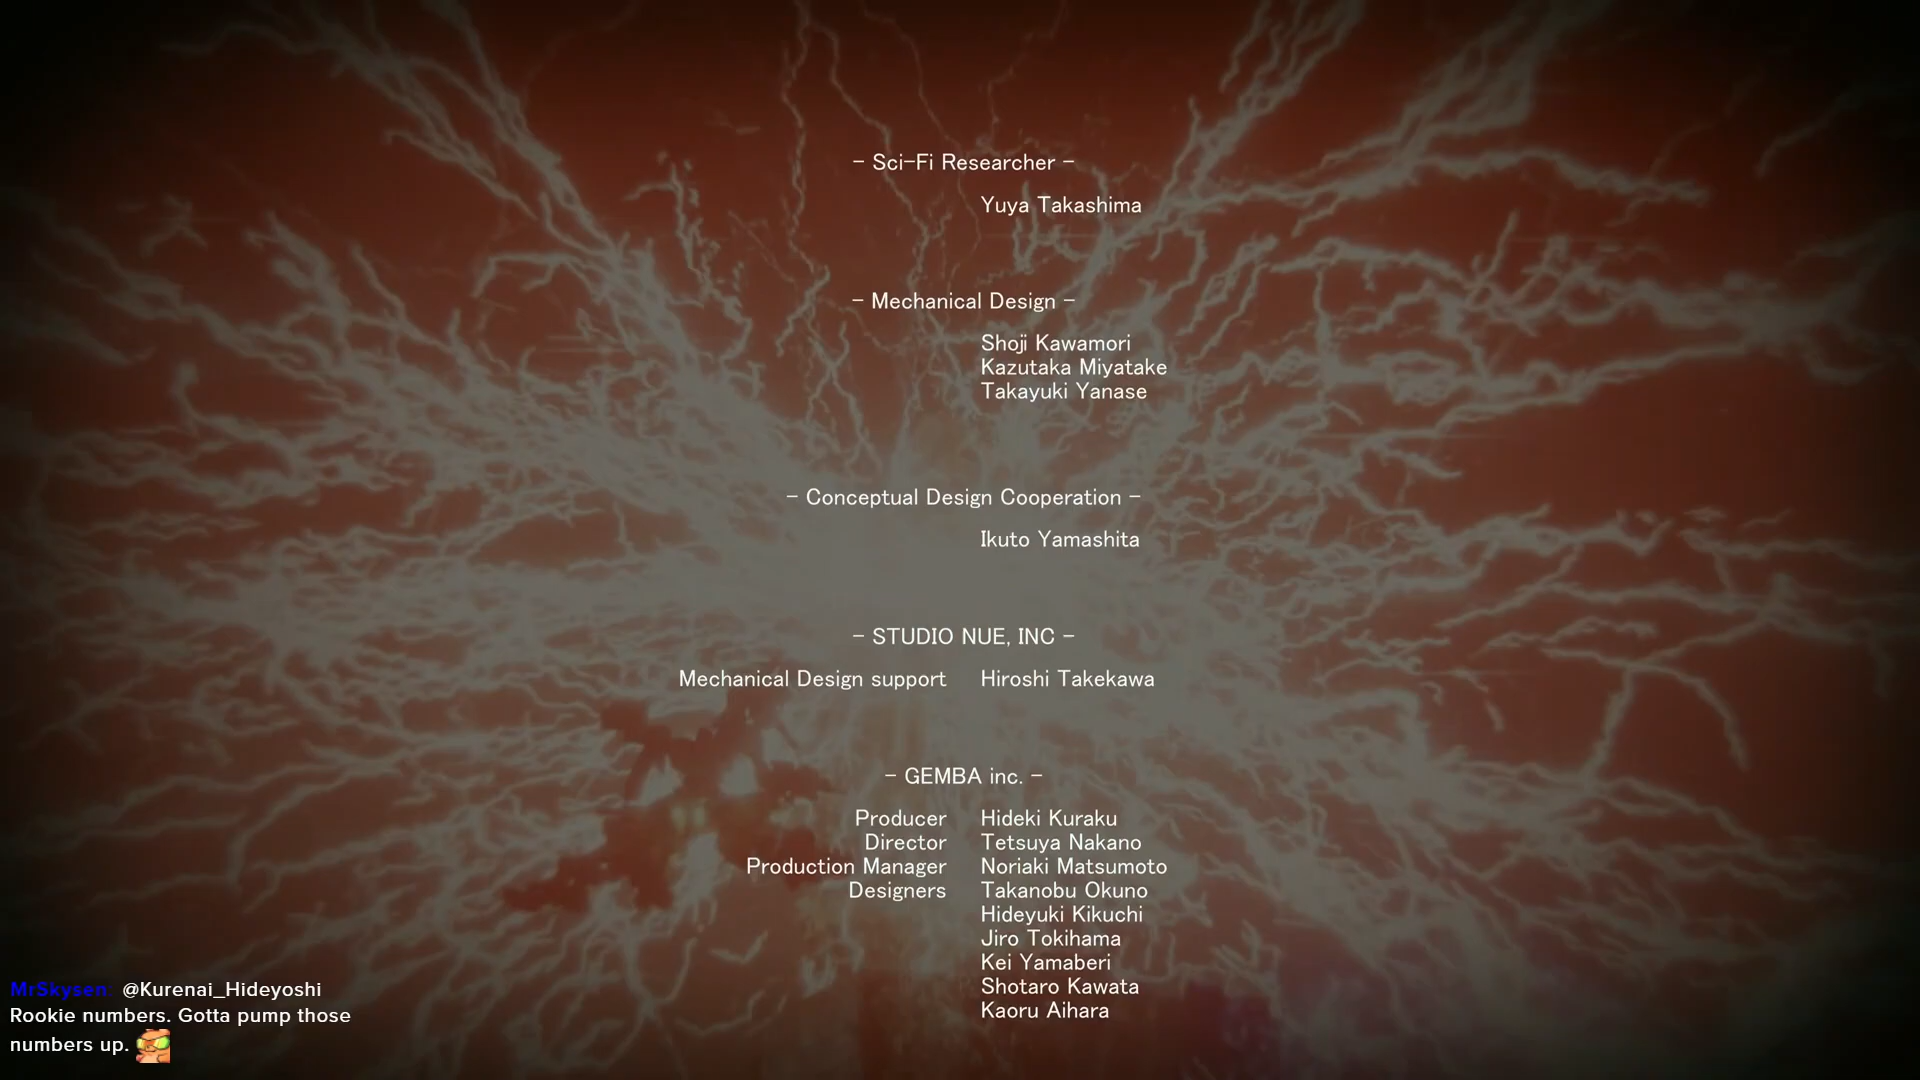 - Sci-Fi Researcher -
Yuya Takashima
- Mechanical Design -
Shoji Kawamori
Kazutaka Miyatake
Takayuki Yanase
- Conceptual Design Cooperation -
Ikuto Yamashita
- STUDIO NUE, INC -
Mechanical Design support Hiroshi Takekawa
- GEMBA inc. -
Producer Hideki Kuraku
Director Tetsuya Nakano
Production Manager Noriaki Matsumoto
Designers Takanobu Okuno
Hideyuki Kikuchi
Jiro Tokihama
Kei Yamaberi
Shotaro Kawata
Kaoru Aihara
MrSkysen: @Kurenai_Hideyoshi
Rookie numbers. Gotta pump those
numbers up.